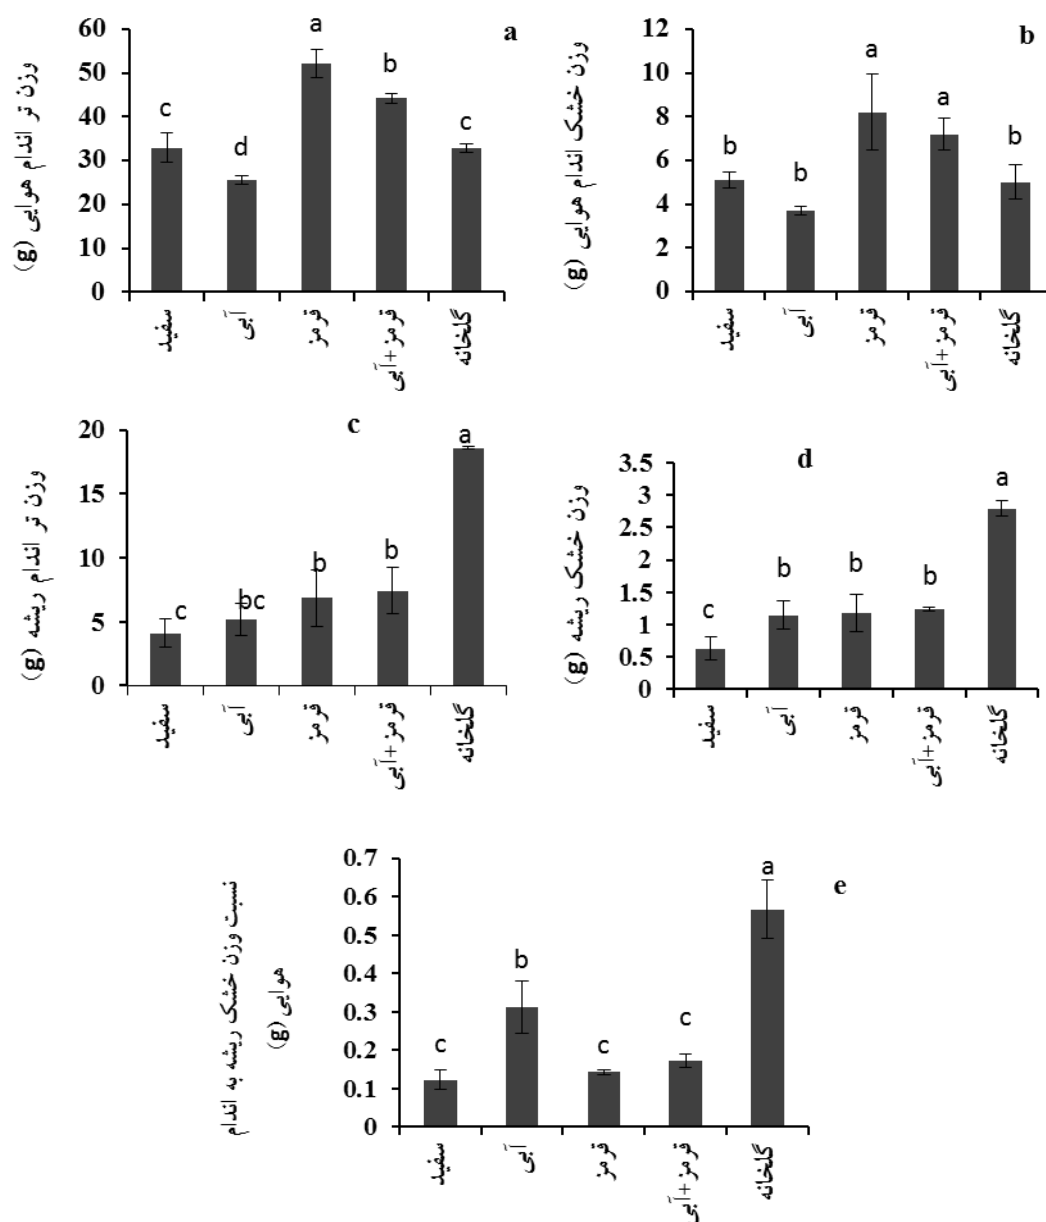 a
وزن تر اندام هوایی (g)
60
50
40
30
20
10
0
c
d
a
b
c
سفید
آبی
قرمز
قرمز+آبی
گلخانه
b
وزن خشک اندام هوایی (g)
12
10
8
6
4
2
0
b
b
a
a
b
سفید
آبی
قرمز
قرمز+آبی
گلخانه
c
وزن تر اندام ریشه (g)
20
15
10
5
0
c
bc
b
b
a
سفید
آبی
قرمز
قرمز+آبی
گلخانه
d
وزن خشک ریشه (g)
3.5
3
2.5
2
1.5
1
0.5
0
c
b
b
b
a
سفید
آبی
قرمز
قرمز+آبی
گلخانه
e
نسبت وزن خشک ریشه به اندام
هوایی (g)
0.7
0.6
0.5
0.4
0.3
0.2
0.1
0
c
b
c
c
a
سفید
آبی
قرمز
قرمز+آبی
گلخانه